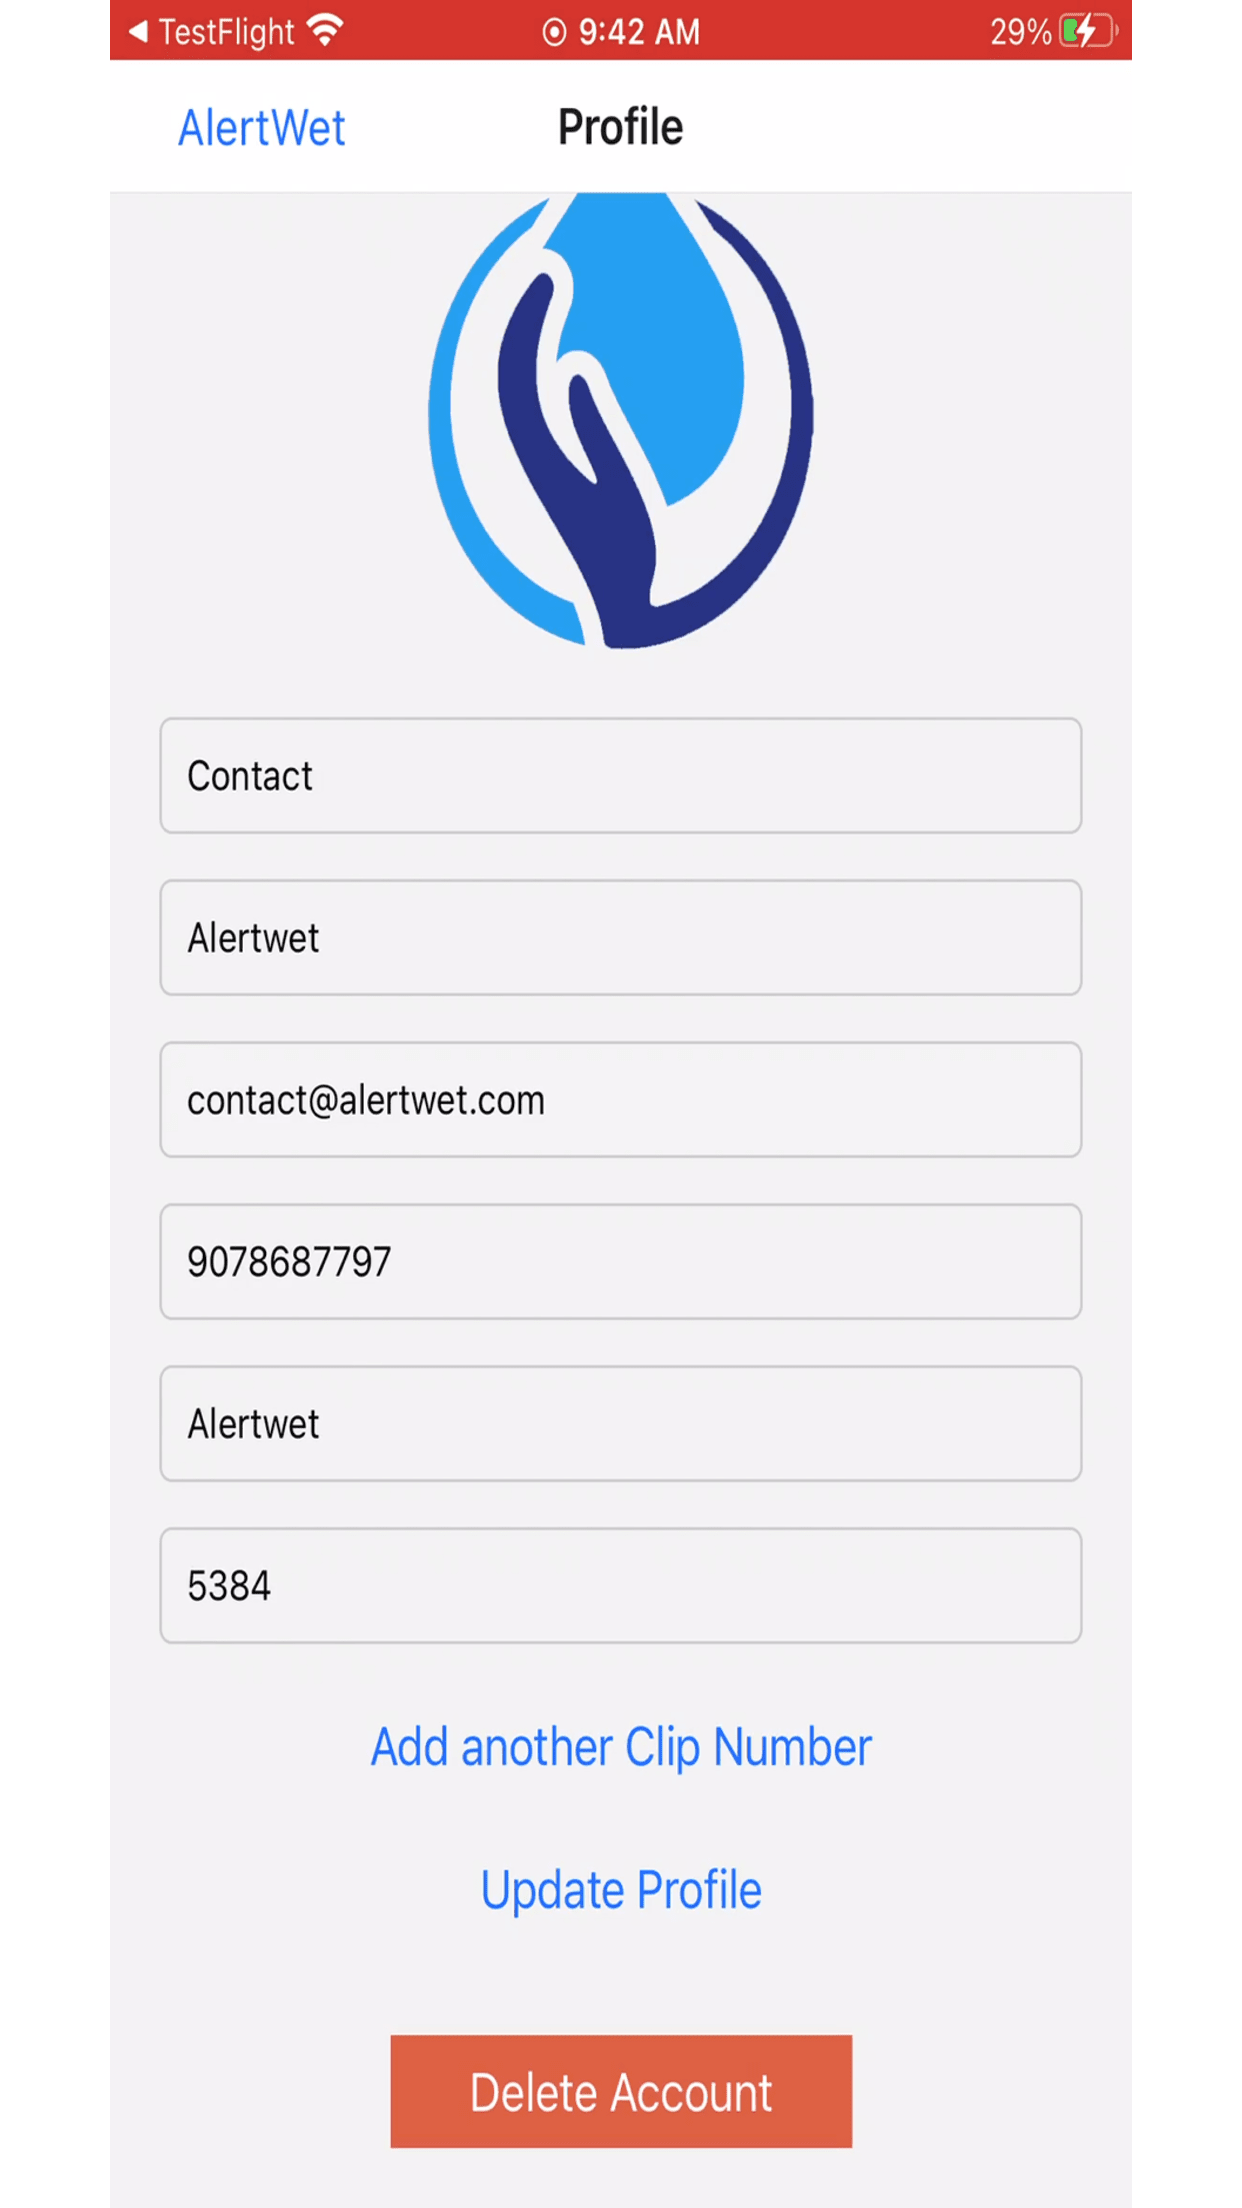 TestFlight 9:42 AM 29%
AlertWet Profile
Contact
Alertwet
contact@alertwet.com
9078687797
Alertwet
5384
Add another Clip Number
Update Profile
Delete Account